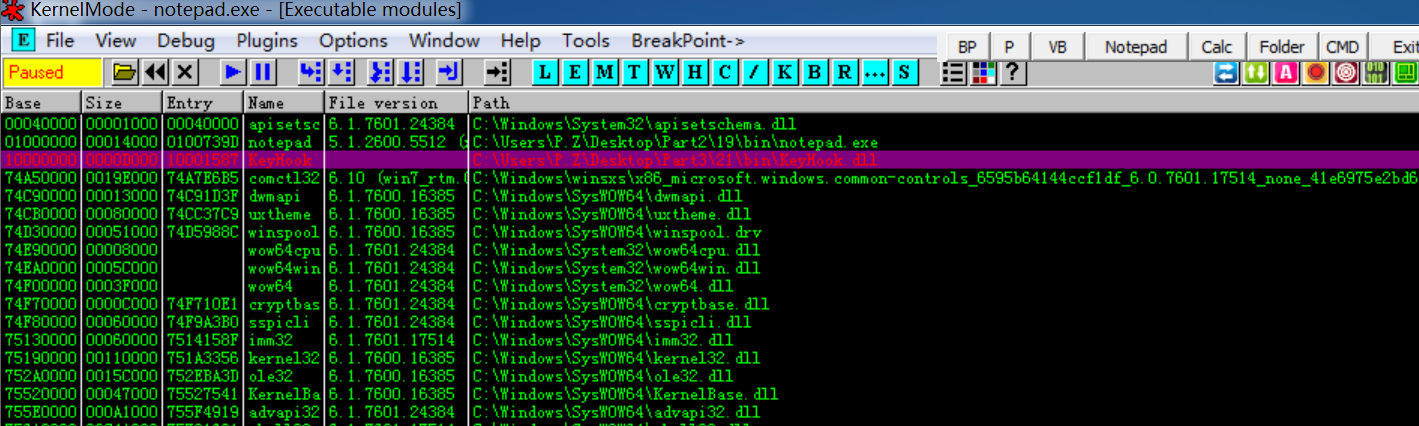 KernelMode - notepad.exe - [Executable modules]
E File View Debug Plugins Options Window Help Tools BreakPoint-> BP P VB Notepad Calc Folder CMD Exit
Paused L E M T W H C / K B R ... S ? A 010 101
Base Size Entry Name File version Path
00040000 00001000 00040000 apisetsc 6.1.7601.24384 C:\Windows\System32\apisetschema.dll
01000000 00014000 0100739D notepad 5.1.2600.5512 ( C:\Users\P.Z\Desktop\Part2\19\bin\notepad.exe
10000000 10001587 KeyHook C:\Users\P.Z\Desktop\Part3\21\bin\KeyHook.dll
74A50000 0019E000 74A7E6B5 comctl32 6.10 (win7_rtm. C:\Windows\winsxs\x86_microsoft.windows.common-controls_6595b64144ccf1df_6.0.7601.17514_none_41e6975e2bd6
74C90000 00013000 74C91D3F dwmapi 6.1.7600.16385 C:\Windows\SysWOW64\dwmapi.dll
74CB0000 00080000 74CC37C9 uxtheme 6.1.7600.16385 C:\Windows\SysWOW64\uxtheme.dll
74D30000 00051000 74D5988C winspool 6.1.7600.16385 C:\Windows\SysWOW64\winspool.drv
74E90000 00008000 wow64cpu 6.1.7601.24384 C:\Windows\System32\wow64cpu.dll
74EA0000 0005C000 wow64win 6.1.7601.24384 C:\Windows\System32\wow64win.dll
74F00000 0003F000 wow64 6.1.7601.24384 C:\Windows\System32\wow64.dll
74F70000 0000C000 74F710E1 cryptbas 6.1.7601.24384 C:\Windows\SysWOW64\cryptbase.dll
74F80000 00060000 74F9A3B0 sspicli 6.1.7601.24384 C:\Windows\SysWOW64\sspicli.dll
75130000 00060000 7514158F imm32 6.1.7601.17514 C:\Windows\SysWOW64\imm32.dll
75190000 00110000 751A3356 kernel32 6.1.7600.16385 C:\Windows\SysWOW64\kernel32.dll
752A0000 0015C000 752EBA3D ole32 6.1.7600.16385 C:\Windows\SysWOW64\ole32.dll
75520000 00047000 75527541 KernelBa 6.1.7600.16385 C:\Windows\SysWOW64\KernelBase.dll
755E0000 000A1000 755F4919 advapi32 6.1.7601.24384 C:\Windows\SysWOW64\advapi32.dll